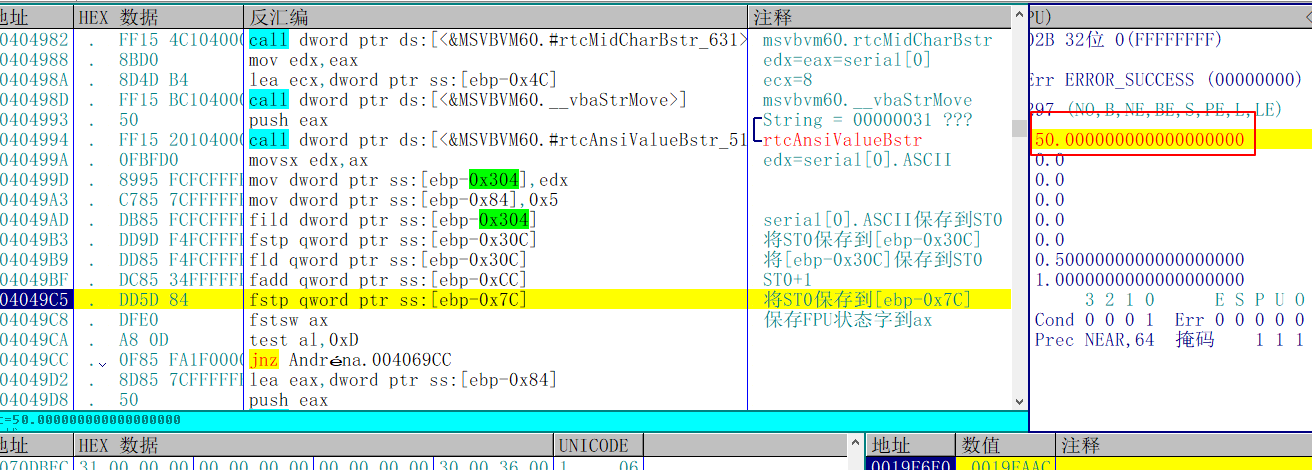 地址 HEX 数据 反汇编 注释 PU)
0404982 . FF15 4C104000 call dword ptr ds:[<&MSVBVM60.#rtcMidCharBstr_631> msvbvm60.rtcMidCharBstr
0404988 . 8BD0 mov edx,eax edx=eax=serial[0]
040498A . 8D4D B4 lea ecx,dword ptr ss:[ebp-0x4C] ecx=8
040498D . FF15 BC104000 call dword ptr ds:[<&MSVBVM60.__vbaStrMove>] msvbvm60.__vbaStrMove
0404993 . 50 push eax String = 00000031 ???
0404994 . FF15 20104000 call dword ptr ds:[<&MSVBVM60.#rtcAnsiValueBstr_51 rtcAnsiValueBstr
040499A . 0FBFD0 movsx edx,ax edx=serial[0].ASCII
040499D . 8995 FCFCFFFF mov dword ptr ss:[ebp-0x304],edx
04049A3 . C785 7CFFFFFF mov dword ptr ss:[ebp-0x84],0x5
04049AD . DB85 FCFCFFFF fild dword ptr ss:[ebp-0x304] serial[0].ASCII保存到ST0
04049B3 . DD9D F4FCFFFF fstp qword ptr ss:[ebp-0x30C] 将ST0保存到[ebp-0x30C]
04049B9 . DD85 F4FCFFFF fld qword ptr ss:[ebp-0x30C] 将[ebp-0x30C]保存到ST0
04049BF . DC85 34FFFFFF fadd qword ptr ss:[ebp-0xCC] ST0+1
04049C5 . DD5D 84 fstp qword ptr ss:[ebp-0x7C] 将ST0保存到[ebp-0x7C]
04049C8 . DFE0 fstsw ax 保存FPU状态字到ax
04049CA . A8 0D test al,0xD
04049CC . 0F85 FA1F0000 jnz Andréna.004069CC
04049D2 . 8D85 7CFFFFFF lea eax,dword ptr ss:[ebp-0x84]
04049D8 . 50 push eax
02B 32位 0(FFFFFFFF)
Err ERROR_SUCCESS (00000000)
297 (NO,B,NE,BE,S,PE,L,LE)
50.000000000000000000
0.0
0.0
0.0
0.0
0.0
0.5000000000000000000
1.0000000000000000000
3 2 1 0 E S P U O
Cond 0 0 0 1 Err 0 0 0 0 0
Prec NEAR,64 掩码 1 1 1
=50.000000000000000000
地址 HEX 数据 UNICODE 地址 数值 注释
070DBEC 31 00 00 00 00 00 00 00 00 00 00 00 30 00 36 00 1 06 0019F6F0 0019FAAC